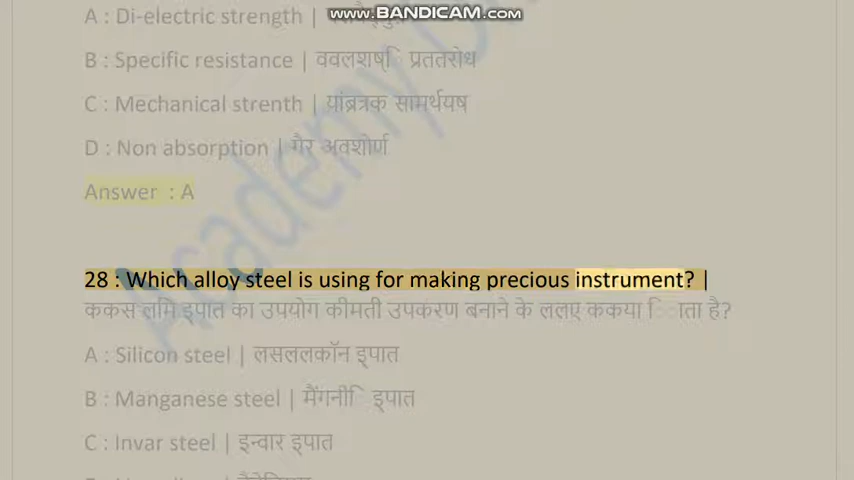 www.BANDICAM.com
A : Di-electric strength |
B : Specific resistance | ववलशष्ि प्रततरोध
C : Mechanical strenth | यांत्रत्रक सामर्थयष
D : Non absorption | गैर अवशोर्ण
Answer : A
28 : Which alloy steel is using for making precious instrument? |
ककस लमि इपात का उपयोग कीमती उपकरण बनाने के ललए ककया िाता है?
A : Silicon steel | लसललकॉन इपात
B : Manganese steel | मैंगनीि इपात
C : Invar steel | इन्वार इपात
Academy